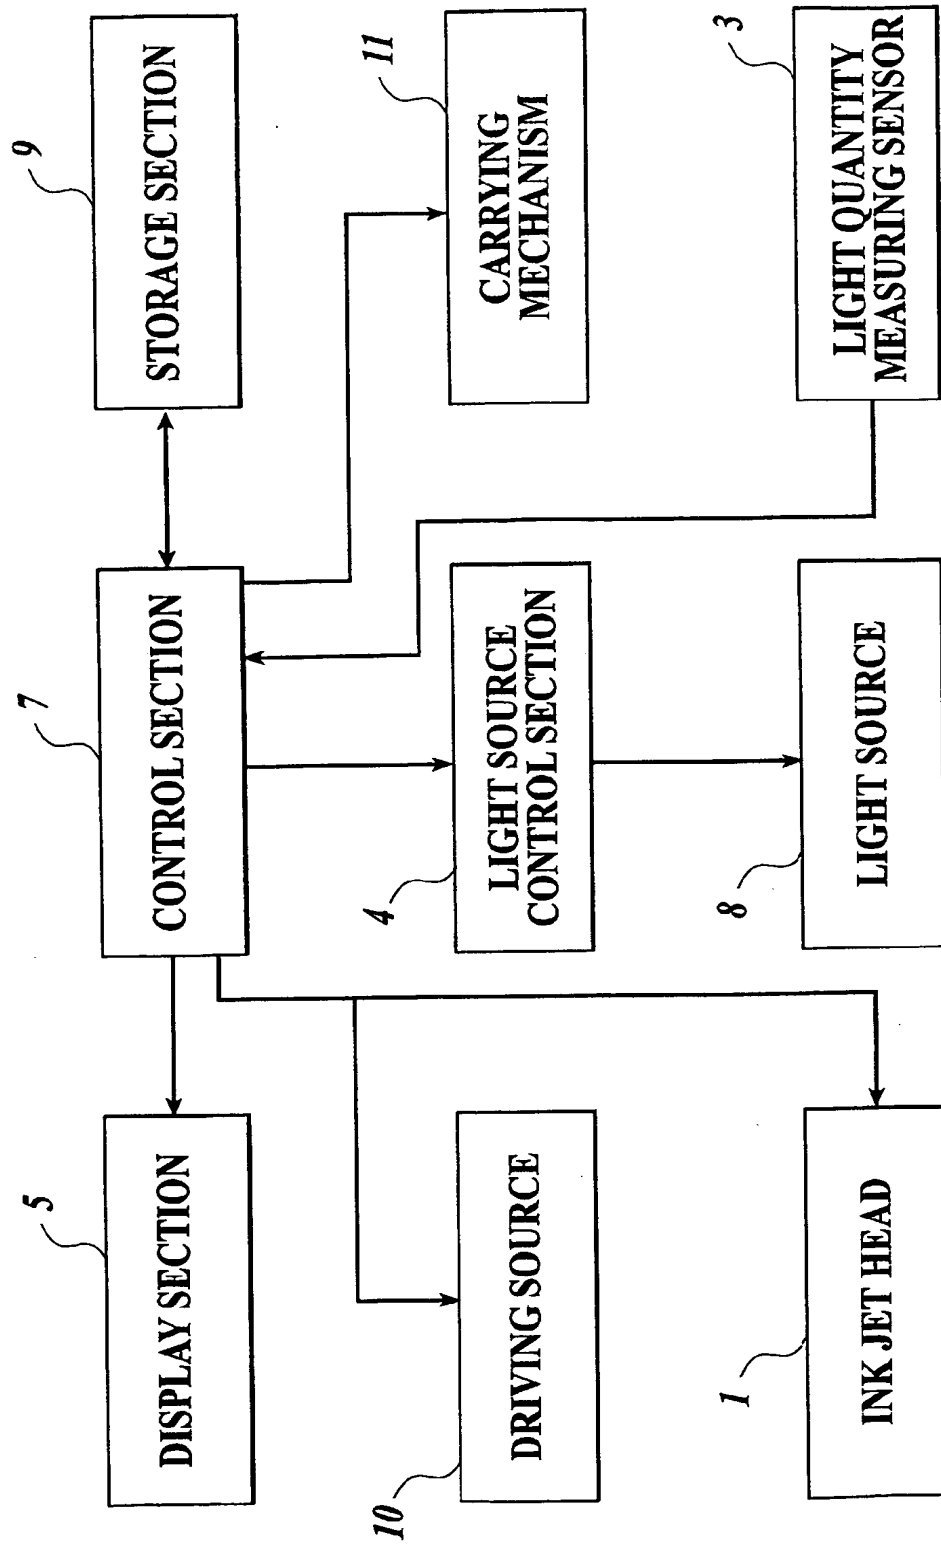 5
DISPLAY SECTION
7
CONTROL SECTION
9
STORAGE SECTION
10
DRIVING SOURCE
4
LIGHT SOURCE
CONTROL SECTION
11
CARRYING
MECHANISM
1
INK JET HEAD
8
LIGHT SOURCE
3
LIGHT QUANTITY
MEASURING SENSOR